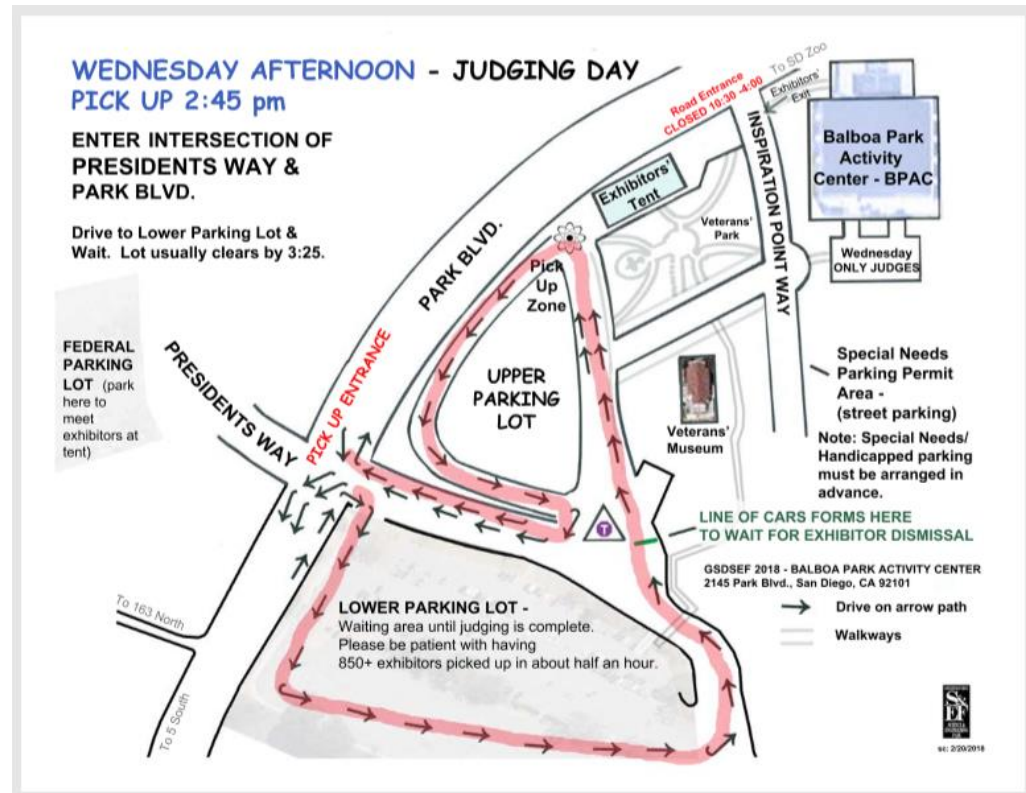 WEDNESDAY AFTERNOON - JUDGING DAY
PICK UP 2:45 pm
ENTER INTERSECTION OF
PRESIDENTS WAY &
PARK BLVD.
Drive to Lower Parking Lot &
Wait. Lot usually clears by 3:25.
FEDERAL
PARKING
LOT (park
here to
meet
exhibitors at
tent)
PRESIDENTS WAY
PICK UP ENTRANCE
PARK BLVD.
Road Entrance
CLOSED 10:30 -4:00
To SD Zoo
Exhibitors'
Exit
INSPIRATION POINT WAY
Balboa Park
Activity
Center - BPAC
Wednesday
ONLY JUDGES
Exhibitors'
Tent
Veterans'
Park
Pick
Up
Zone
UPPER
PARKING
LOT
Veterans'
Museum
Special Needs
Parking Permit
Area -
(street parking)
Note: Special Needs/
Handicapped parking
must be arranged in
advance.
T
LINE OF CARS FORMS HERE
TO WAIT FOR EXHIBITOR DISMISSAL
GSDSEF 2018 - BALBOA PARK ACTIVITY CENTER
2145 Park Blvd., San Diego, CA 92101
Drive on arrow path
Walkways
LOWER PARKING LOT -
Waiting area until judging is complete.
Please be patient with having
850+ exhibitors picked up in about half an hour.
To 163 North
To 5 South
sc: 2/20/2018